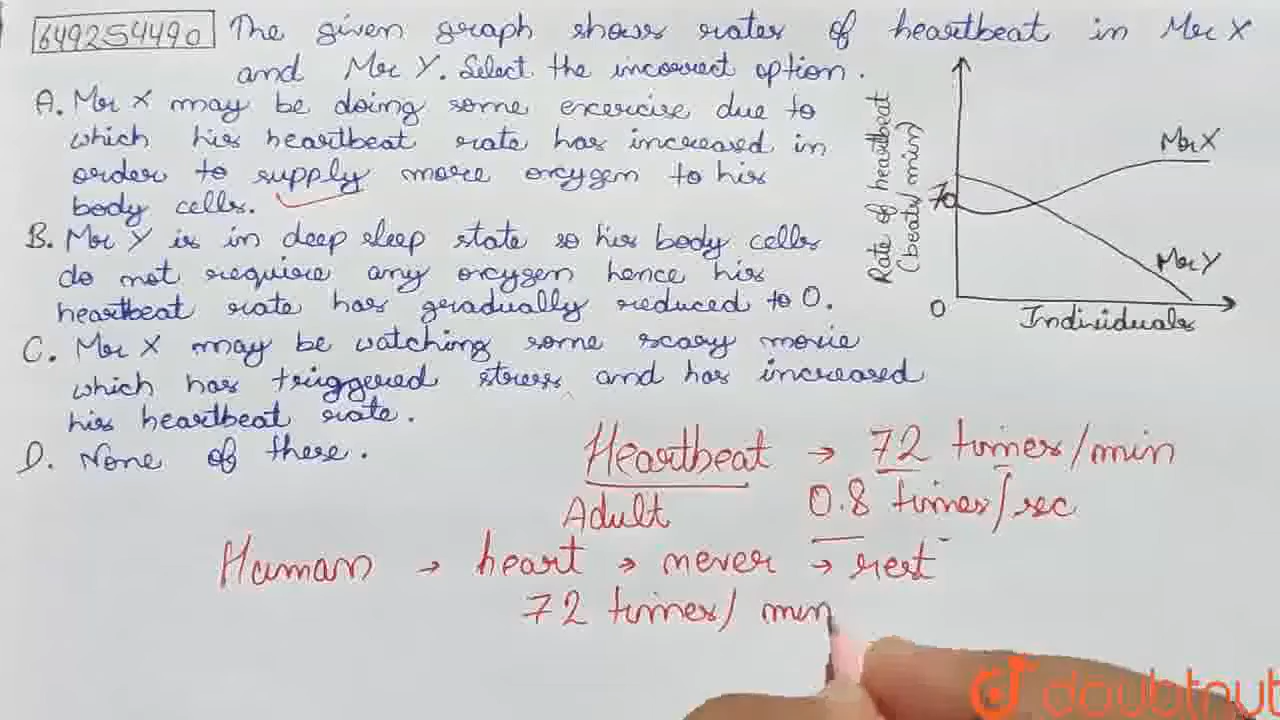 649254490 The given graph shows rates of heartbeat in Mr X
and Mr Y. Select the incorrect option.
A. Mr X may be doing some exercise due to
which his heartbeat rate has increased in
order to supply more oxygen to his
body cells.
B. Mr Y is in deep sleep state so his body cells
do not require any oxygen hence his
heartbeat rate has gradually reduced to 0.
C. Mr X may be watching some scary movie
which has triggered stress and has increased
his heartbeat rate.
D. None of these.
Rate of heartbeat
(beats/min)
70
0
Mr X
Mr Y
Individuals
Heartbeat → 72 times/min
Adult 0.8 times/sec
Human → heart → never → rest
72 times/min
doubtnut